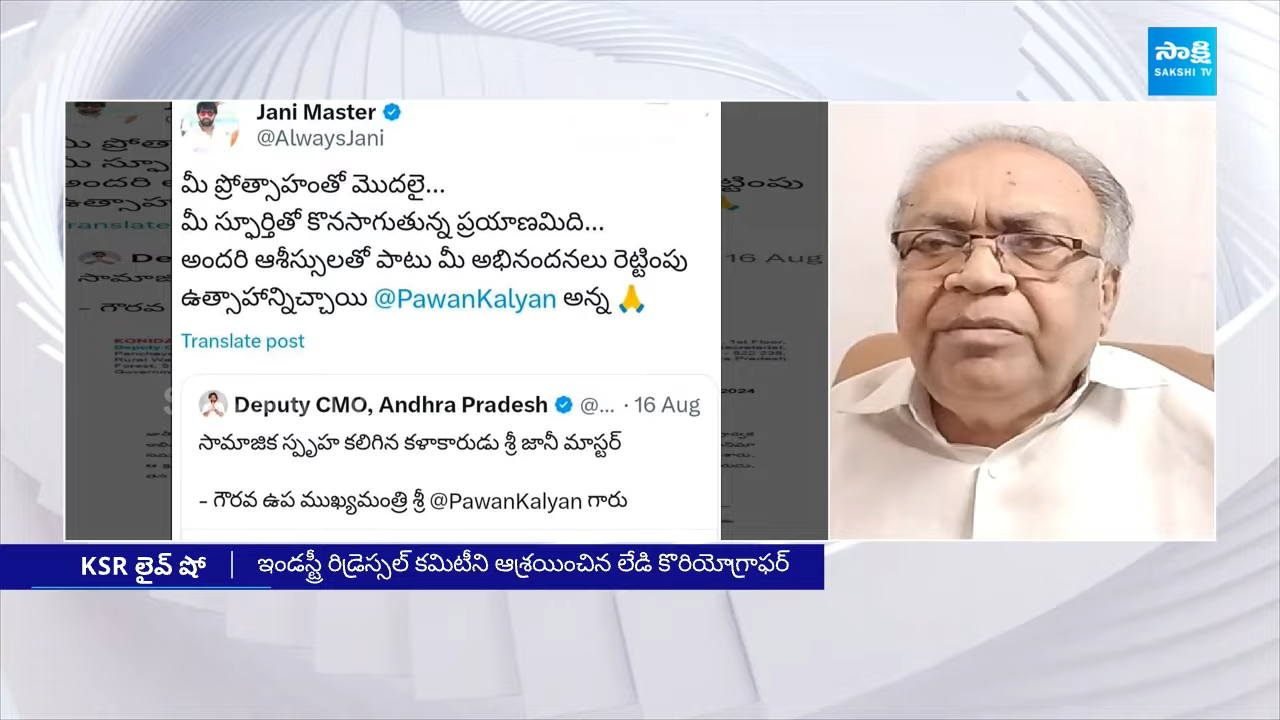 సాక్షి
SAKSHI TV
Jani Master
@AlwaysJani
మీ ప్రోత్సాహంతో మొదలై...
మీ స్ఫూర్తితో కొనసాగుతున్న ప్రయాణమిది...
అందరి ఆశీస్సులతో పాటు మీ అభినందనలు రెట్టింపు
ఉత్సాహాన్నిచ్చాయి @PawanKalyan అన్న 🙏
Translate post
Deputy CMO, Andhra Pradesh @... · 16 Aug
సామాజిక స్పృహ కలిగిన కళాకారుడు శ్రీ జానీ మాస్టర్
- గౌరవ ఉప ముఖ్యమంత్రి శ్రీ @PawanKalyan గారు
16 Aug
KSR లైవ్ షో | ఇండస్ట్రీ రిడ్రెస్సల్ కమిటీని ఆశ్రయించిన లేడి కొరియోగ్రాఫర్